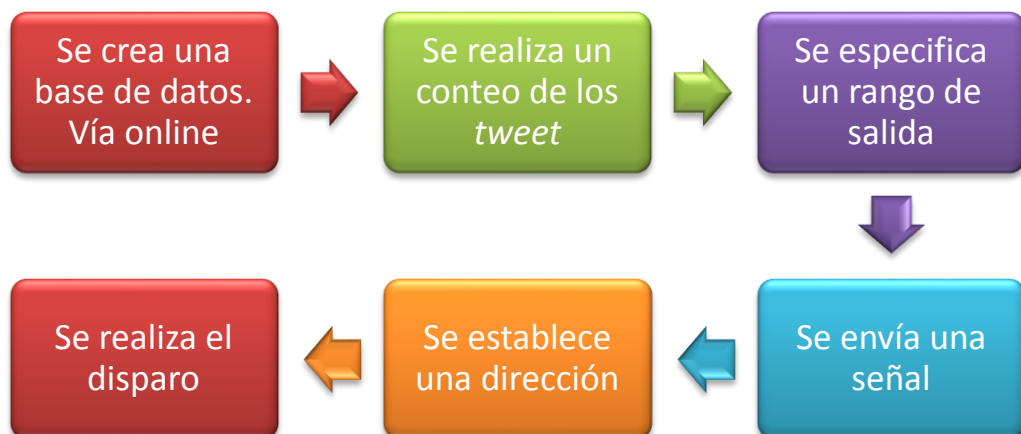 Se crea una
base de datos.
Vía online
Se realiza un
conteo de los
tweet
Se especifica
un rango de
salida
Se envía una
señal
Se establece
una dirección
Se realiza el
disparo